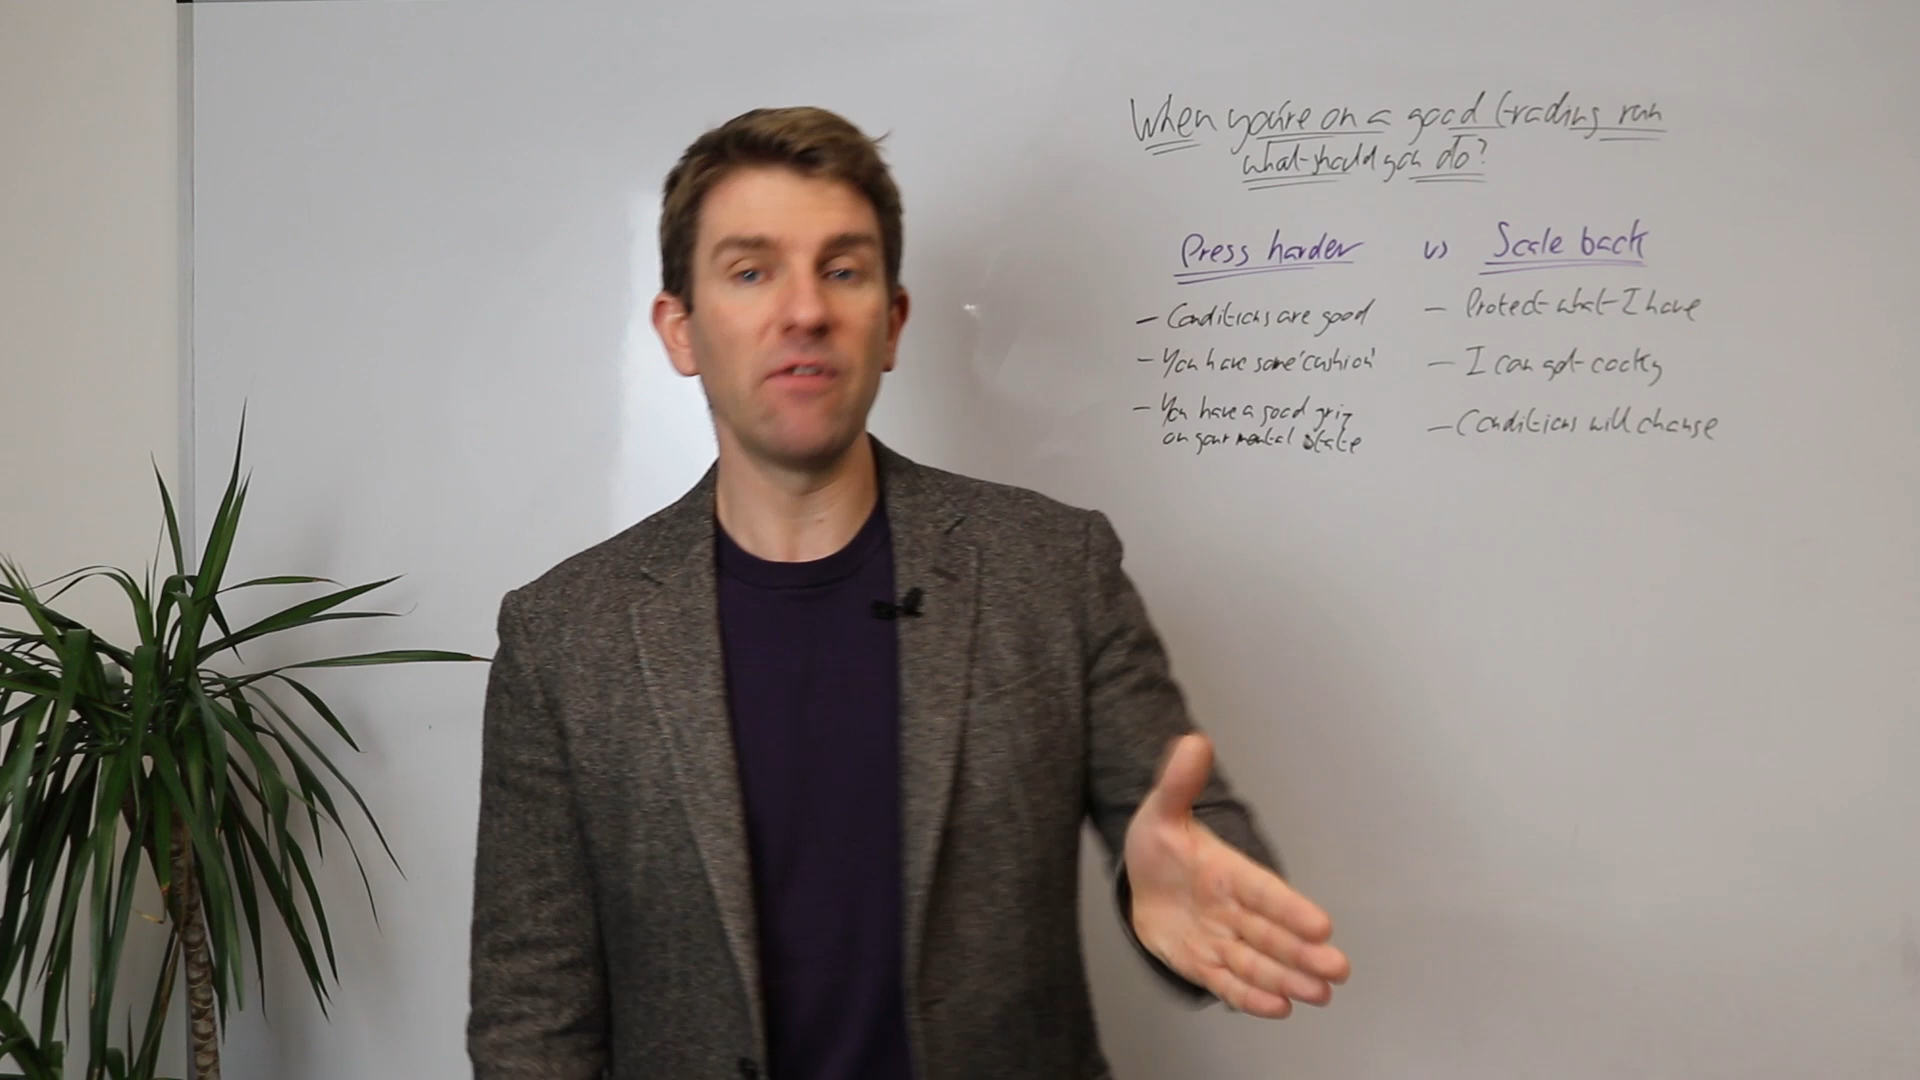 When you're on a good trading run
what should you do?
Press harder vs Scale back
- Conditions are good
- You have some 'cushion'
- You have a good grip
on your mental state
- Protect what I have
- I can get cocky
- Conditions will change